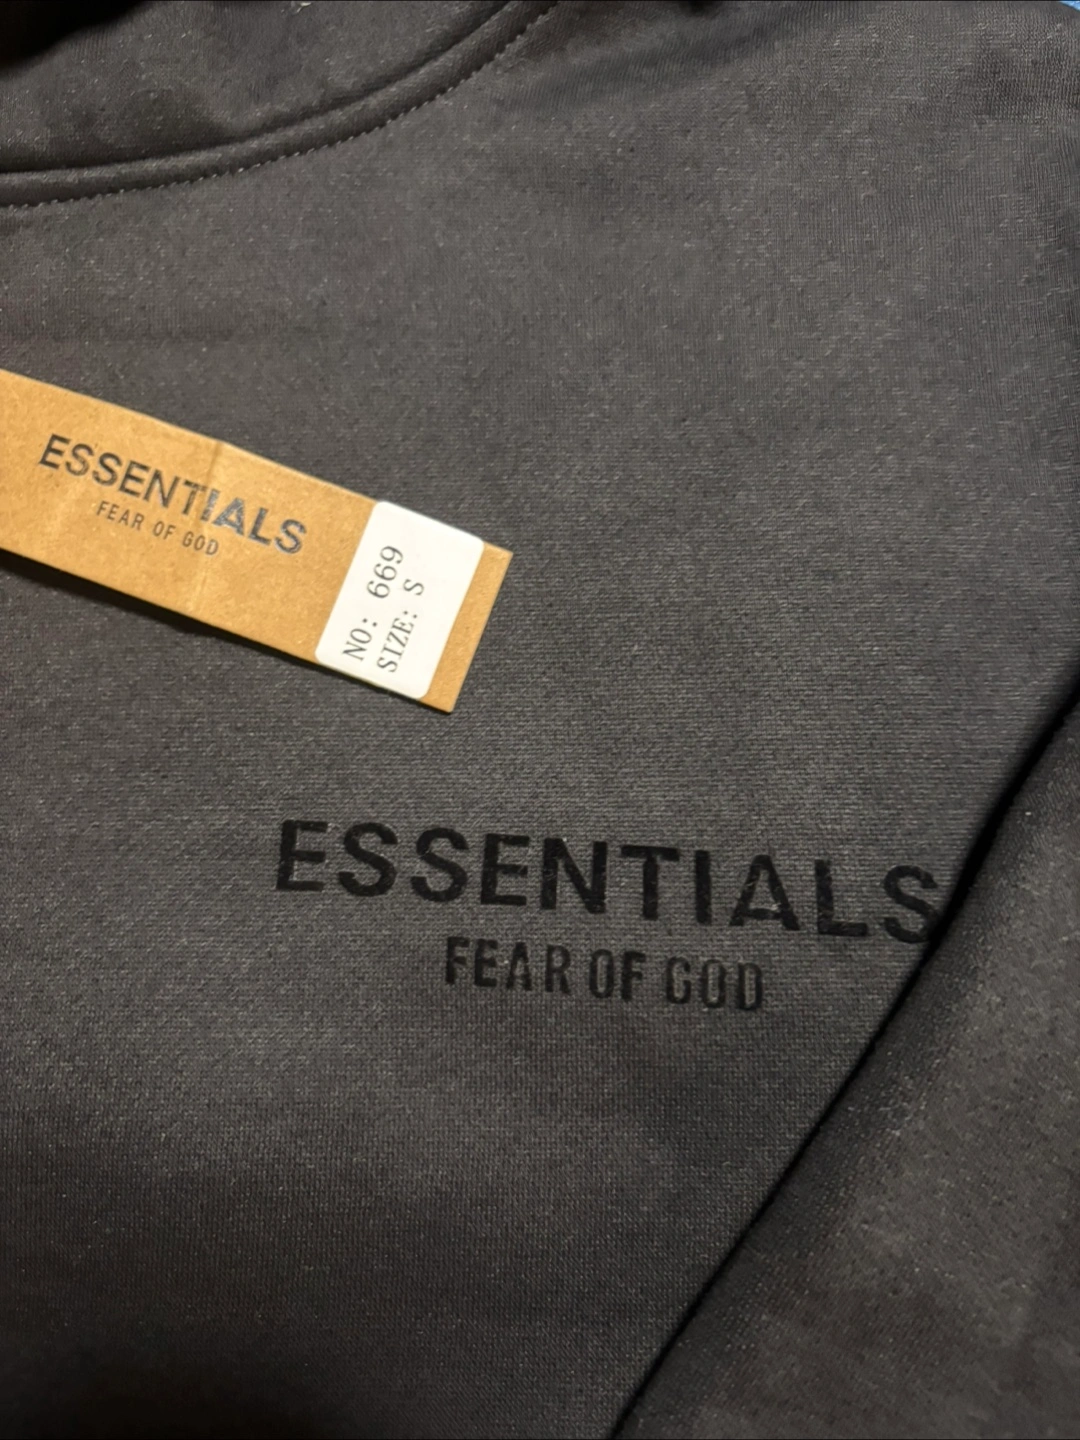 ESSENTIALS
FEAR OF GOD
NO: 669
SIZE: S
ESSENTIALS
FEAR OF GOD